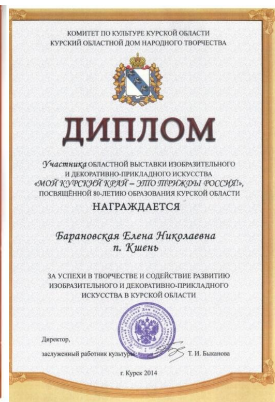 КОМИТЕТ ПО КУЛЬТУРЕ КУРСКОЙ ОБЛАСТИ
КУРСКИЙ ОБЛАСТНОЙ ДОМ НАРОДНОГО ТВОРЧЕСТВА
ДИПЛОМ
Участника ОБЛАСТНОЙ ВЫСТАВКИ ИЗОБРАЗИТЕЛЬНОГО
И ДЕКОРАТИВНО-ПРИКЛАДНОГО ИСКУССТВА
«МОЙ КУРСКИЙ КРАЙ – ЭТО ТРИЖДЫ РОССИЯ!»,
ПОСВЯЩЁННОЙ 80-ЛЕТИЮ ОБРАЗОВАНИЯ КУРСКОЙ ОБЛАСТИ
НАГРАЖДАЕТСЯ
Барановская Елена Николаевна
п. Кшень
ЗА УСПЕХИ В ТВОРЧЕСТВЕ И СОДЕЙСТВИЕ РАЗВИТИЮ
ИЗОБРАЗИТЕЛЬНОГО И ДЕКОРАТИВНО-ПРИКЛАДНОГО
ИСКУССТВА В КУРСКОЙ ОБЛАСТИ
Директор,
заслуженный работник культуры
Т. И. Быканова
г. Курск 2014